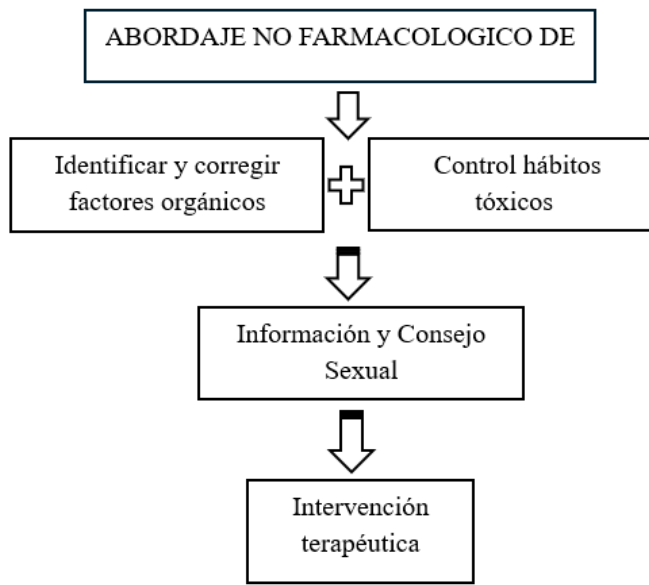 ABORDAJE NO FARMACOLOGICO DE
Identificar y corregir
factores orgánicos
Control hábitos
tóxicos
Información y Consejo
Sexual
Intervención
terapéutica